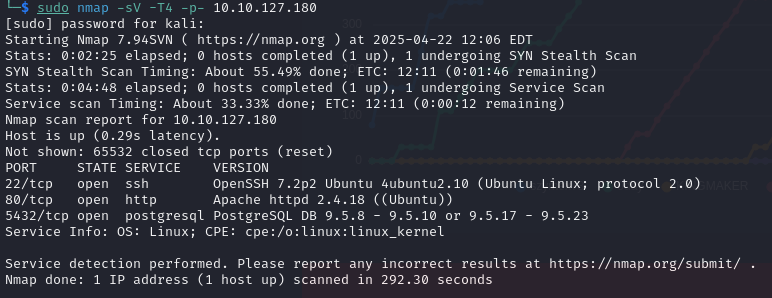 └─$ sudo nmap -sV -T4 -p- 10.10.127.180
[sudo] password for kali:
Starting Nmap 7.94SVN ( https://nmap.org ) at 2025-04-22 12:06 EDT
Stats: 0:02:25 elapsed; 0 hosts completed (1 up), 1 undergoing SYN Stealth Scan
SYN Stealth Scan Timing: About 55.49% done; ETC: 12:11 (0:01:46 remaining)
Stats: 0:04:48 elapsed; 0 hosts completed (1 up), 1 undergoing Service Scan
Service scan Timing: About 33.33% done; ETC: 12:11 (0:00:12 remaining)
Nmap scan report for 10.10.127.180
Host is up (0.29s latency).
Not shown: 65532 closed tcp ports (reset)
PORT     STATE SERVICE    VERSION
22/tcp   open  ssh        OpenSSH 7.2p2 Ubuntu 4ubuntu2.10 (Ubuntu Linux; protocol 2.0)
80/tcp   open  http       Apache httpd 2.4.18 ((Ubuntu))
5432/tcp open  postgresql PostgreSQL DB 9.5.8 - 9.5.10 or 9.5.17 - 9.5.23
Service Info: OS: Linux; CPE: cpe:/o:linux:linux_kernel

Service detection performed. Please report any incorrect results at https://nmap.org/submit/ .
Nmap done: 1 IP address (1 host up) scanned in 292.30 seconds